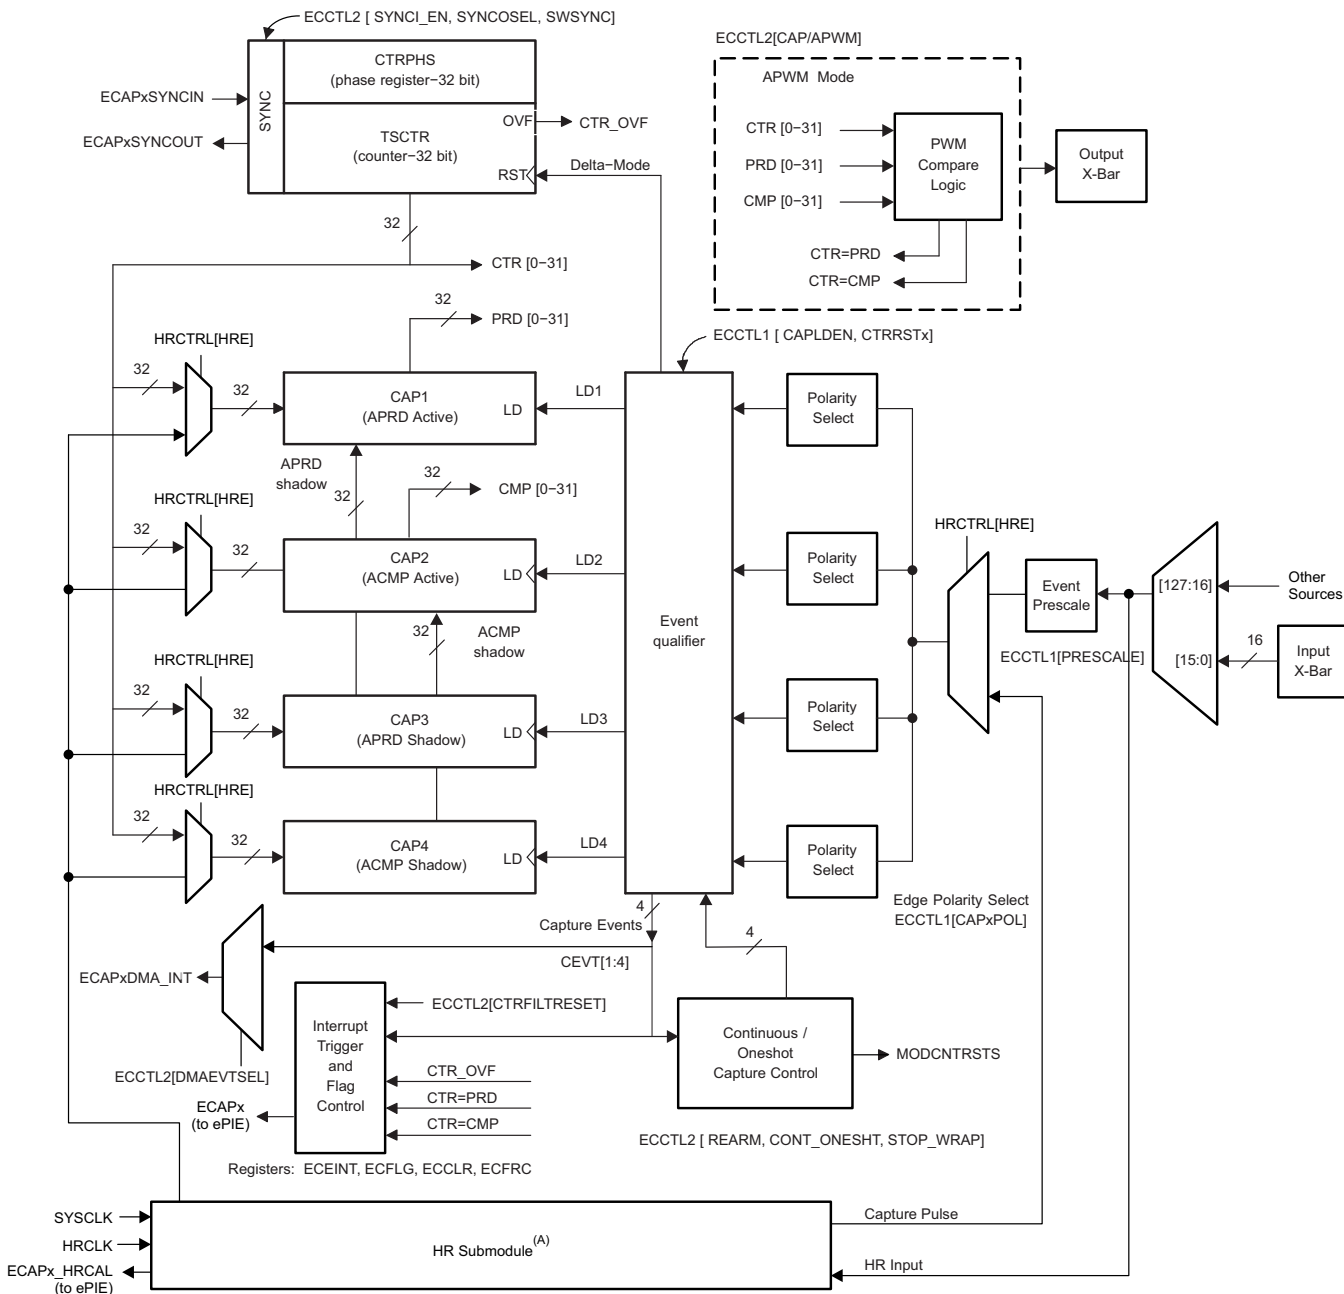 ECCTL2 [ SYNCI_EN, SYNCOSEL, SWSYNC]
SYNC
CTRPHS
(phase register−32 bit)
ECAPxSYNCIN
ECAPxSYNCOUT
TSCTR
(counter−32 bit)
OVF
CTR_OVF
RST
Delta−Mode
ECCTL2[CAP/APWM]
APWM Mode
CTR [0−31]
PRD [0−31]
CMP [0−31]
PWM
Compare
Logic
CTR=PRD
CTR=CMP
Output
X-Bar
32
CTR [0−31]
32
PRD [0−31]
HRCTRL[HRE]
32
32
CAP1
(APRD Active)
LD
LD1
ECCTL1 [ CAPLDEN, CTRRSTx]
Polarity
Select
APRD
shadow
32
32
CMP [0−31]
HRCTRL[HRE]
32
32
CAP2
(ACMP Active)
LD
LD2
Polarity
Select
32
ACMP
shadow
Event
qualifier
HRCTRL[HRE]
Event
Prescale
ECCTL1[PRESCALE]
[127:16]
[15:0]
Other
Sources
16
Input
X-Bar
HRCTRL[HRE]
32
32
CAP3
(APRD Shadow)
LD
LD3
Polarity
Select
HRCTRL[HRE]
32
32
CAP4
(ACMP Shadow)
LD
LD4
Polarity
Select
Edge Polarity Select
ECCTL1[CAPxPOL]
4
Capture Events
CEVT[1:4]
4
ECAPxDMA_INT
ECCTL2[DMAEVTSEL]
Interrupt
Trigger
and
Flag
Control
ECCTL2[CTRFILTRESET]
CTR_OVF
CTR=PRD
CTR=CMP
ECAPx
(to ePIE)
Continuous /
Oneshot
Capture Control
MODCNTRSTS
ECCTL2 [ REARM, CONT_ONESHT, STOP_WRAP]
Registers: ECEINT, ECFLG, ECCLR, ECFRC
SYSCLK
HRCLK
ECAPx_HRCAL
(to ePIE)
HR Submodule(A)
Capture Pulse
HR Input